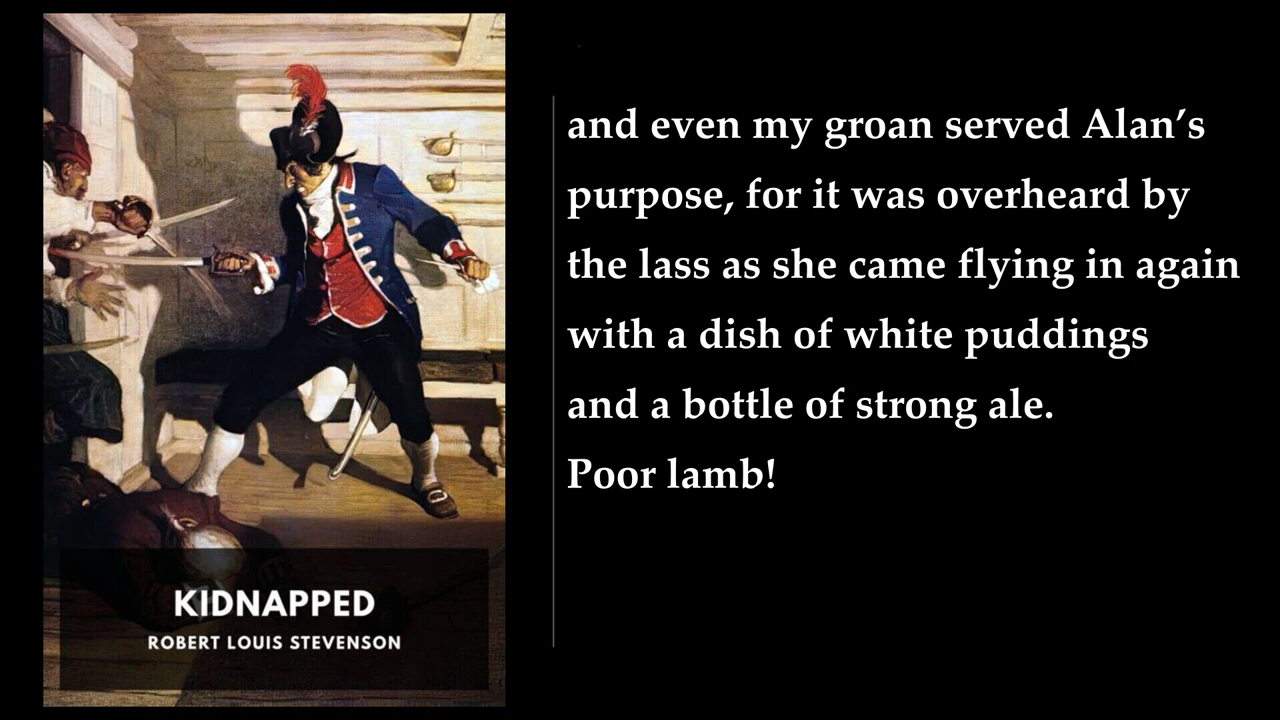 and even my groan served Alan’s
purpose, for it was overheard by
the lass as she came flying in again
with a dish of white puddings
and a bottle of strong ale.
Poor lamb!
KIDNAPPED
ROBERT LOUIS STEVENSON